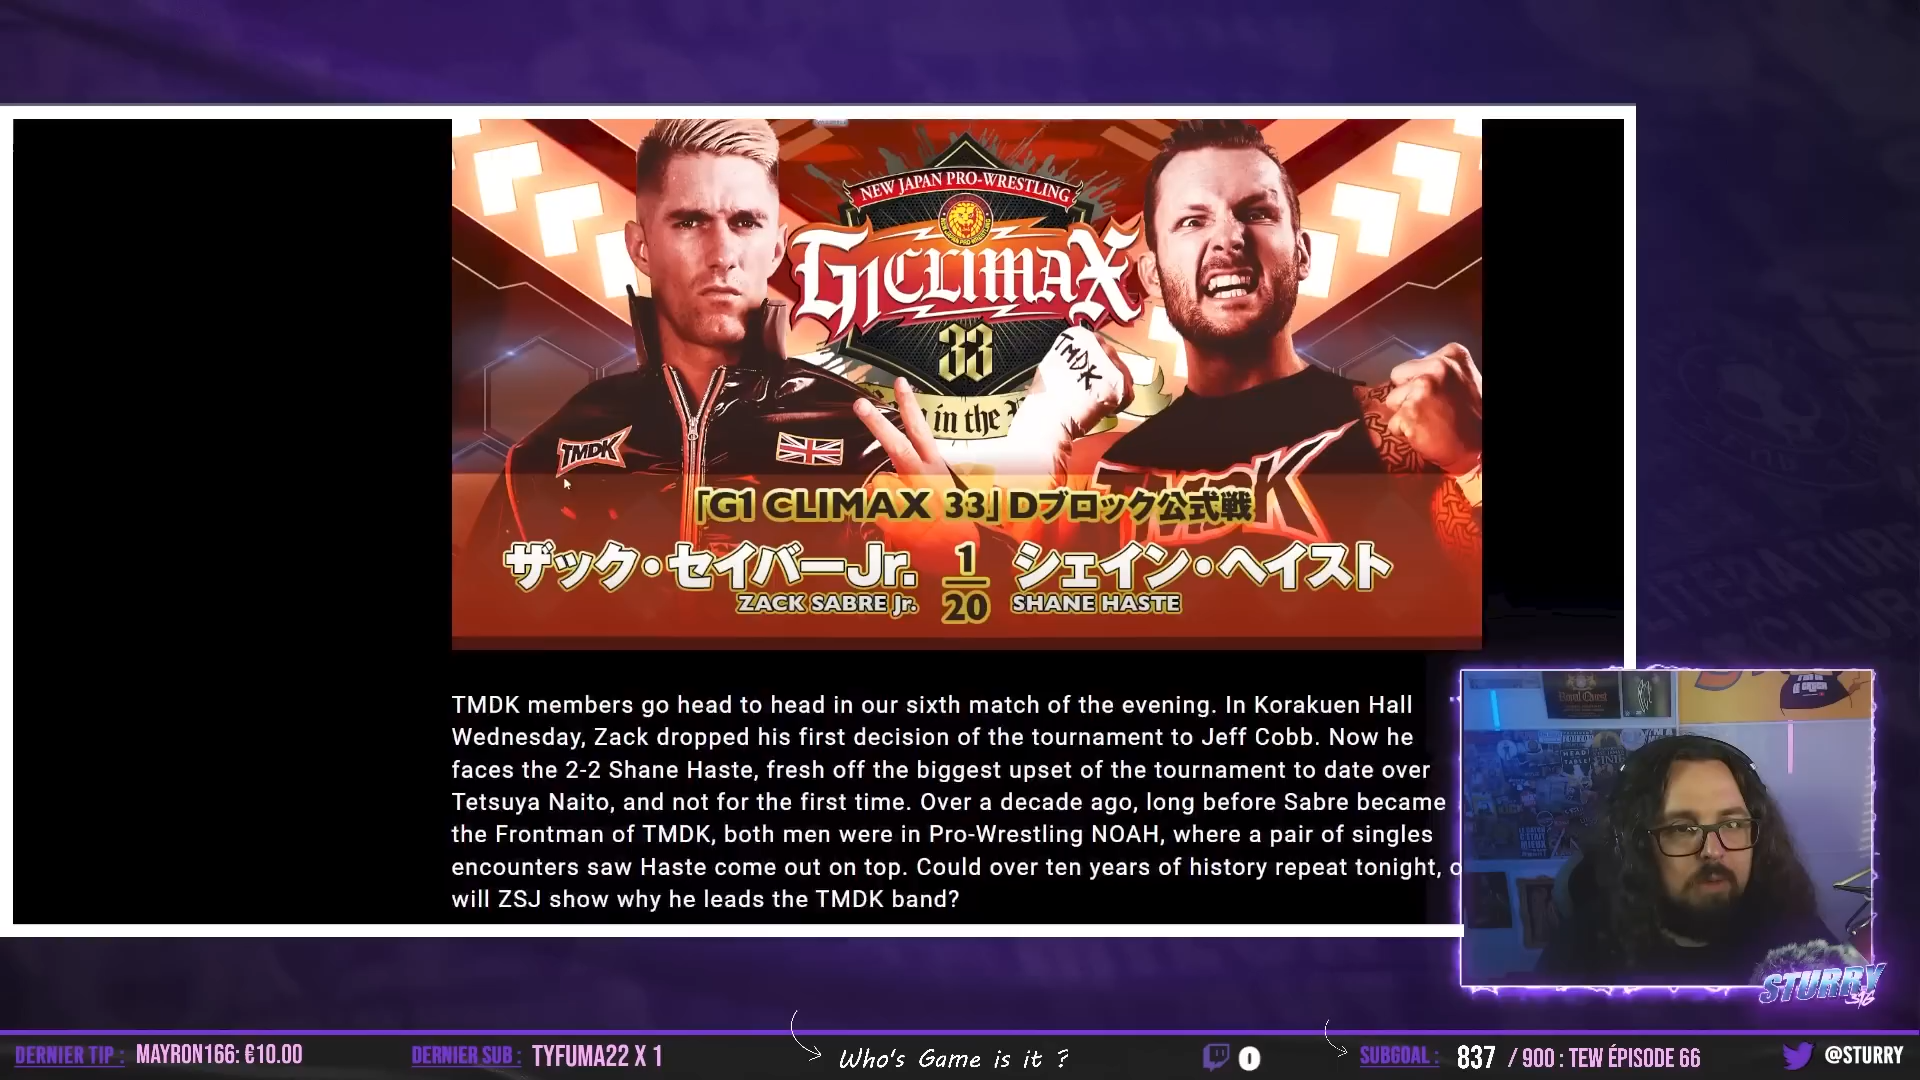 NEW JAPAN PRO-WRESTLING
G1 CLIMAX
33
in the
TMDK
TMDK
TMDK
「G1 CLIMAX 33」Dブロック公式戦
ザック・セイバーJr.
1
20
シェイン・ヘイスト
ZACK SABRE Jr.
SHANE HASTE
TMDK members go head to head in our sixth match of the evening. In Korakuen Hall
Wednesday, Zack dropped his first decision of the tournament to Jeff Cobb. Now he
faces the 2-2 Shane Haste, fresh off the biggest upset of the tournament to date over
Tetsuya Naito, and not for the first time. Over a decade ago, long before Sabre became
the Frontman of TMDK, both men were in Pro-Wrestling NOAH, where a pair of singles
encounters saw Haste come out on top. Could over ten years of history repeat tonight,
will ZSJ show why he leads the TMDK band?
STURRY
316
DERNIER TIP : MAYRON166: €10.00
DERNIER SUB : TYFUMA22 X 1
Who's Game is it ?
0
SUBGOAL : 837 / 900 : TEW ÉPISODE 66
@STURRY